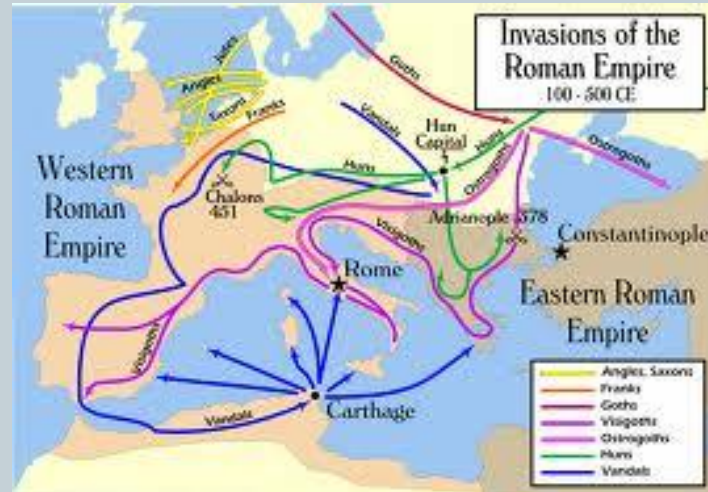 Invasions of the
Roman Empire
100 - 500 CE
Jutes
Angles
Saxons
Franks
Goths
Vandals
Hun
Capital
Huns
Ostrogoths
Ostrogoths
Huns
Western
Roman
Empire
Chalons
451
Visigoths
Adrianople 378
Constantinople
Rome
Eastern Roman
Empire
Visigoths
Vandals
Carthage
Angles, Saxons
Franks
Goths
Visigoths
Ostrogoths
Huns
Vandals